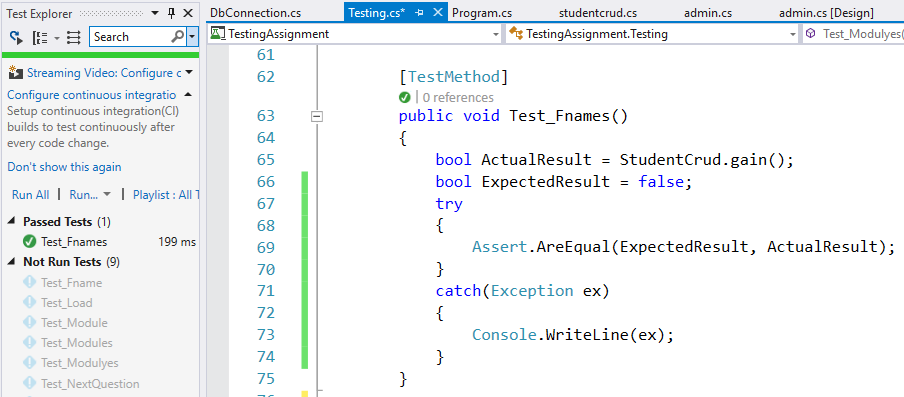 Test Explorer
Search
Streaming Video: Configure c
Configure continuous integratio
Setup continuous integration(CI)
builds to test continuously after
every code change.
Don't show this again
Run All | Run... | Playlist : All T
Passed Tests (1)
Test_Fnames 199 ms
Not Run Tests (9)
Test_Fname
Test_Load
Test_Module
Test_Modules
Test_Modulyes
Test_NextQuestion
DbConnection.cs Testing.cs* Program.cs studentcrud.cs admin.cs admin.cs [Design]
TestingAssignment TestingAssignment.Testing Test_Modulyes(
61
62 [TestMethod]
| 0 references
63 public void Test_Fnames()
64 {
65 bool ActualResult = StudentCrud.gain();
66 bool ExpectedResult = false;
67 try
68 {
69 Assert.AreEqual(ExpectedResult, ActualResult);
70 }
71 catch(Exception ex)
72 {
73 Console.WriteLine(ex);
74 }
75 }
76